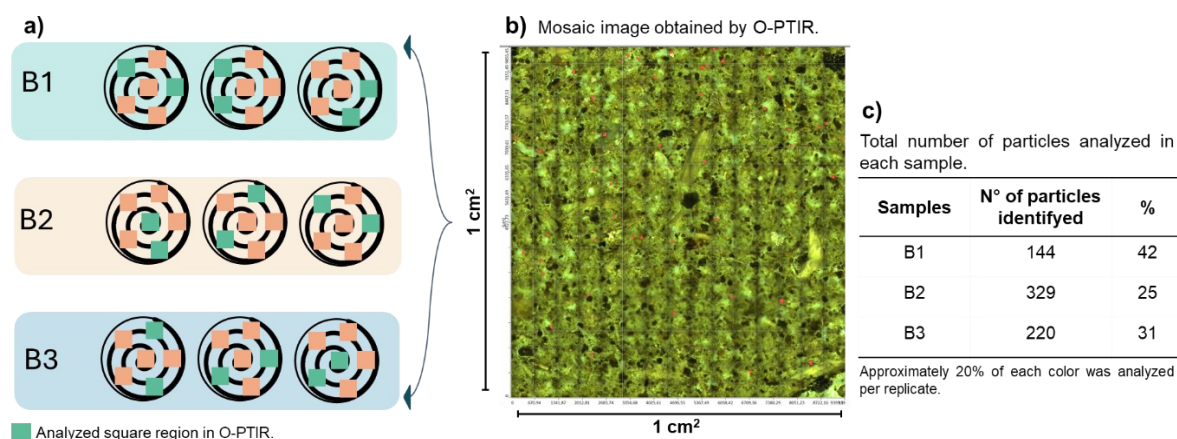 a)
B1
B2
B3
Analyzed square region in O-PTIR.
b) Mosaic image obtained by O-PTIR.
1 cm²
1 cm²
c)
Total number of particles analyzed in
each sample.
Samples N° of particles %
identifyed
B1 144 42
B2 329 25
B3 220 31
Approximately 20% of each color was analyzed
per replicate.